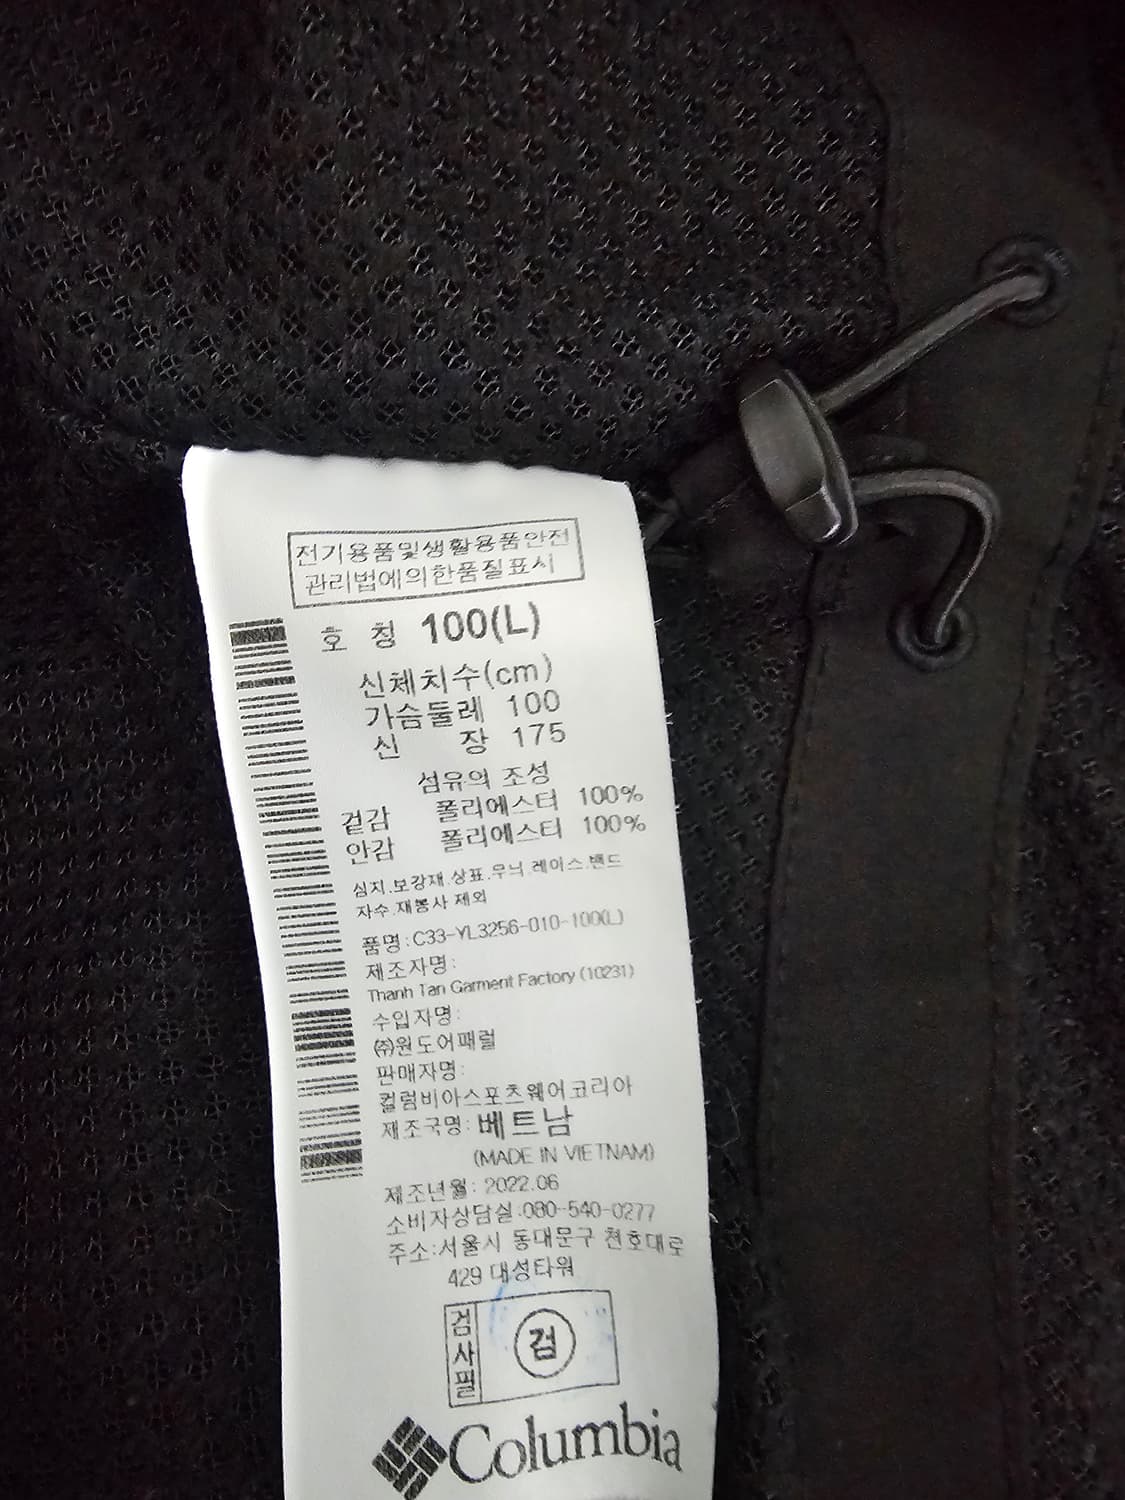 전기용품및생활용품안전
관리법에의한품질표시
호 칭 100(L)
신체치수(cm)
가슴둘레 100
신 장 175
섬유의 조성
겉감 폴리에스터 100%
안감 폴리에스터 100%
심지.보강재.상표.무늬.레이스.밴드
자수.재봉사 제외
품명:C33-YL3256-010-100(L)
제조자명:
Thanh Tan Garment Factory (10231)
수입자명:
㈜원도어패럴
판매자명:
컬럼비아스포츠웨어코리아
제조국명:베트남
(MADE IN VIETNAM)
제조년월: 2022.06
소비자상담실:080-540-0277
주소:서울시 동대문구 천호대로
429 대성타워
검사필
검
Columbia